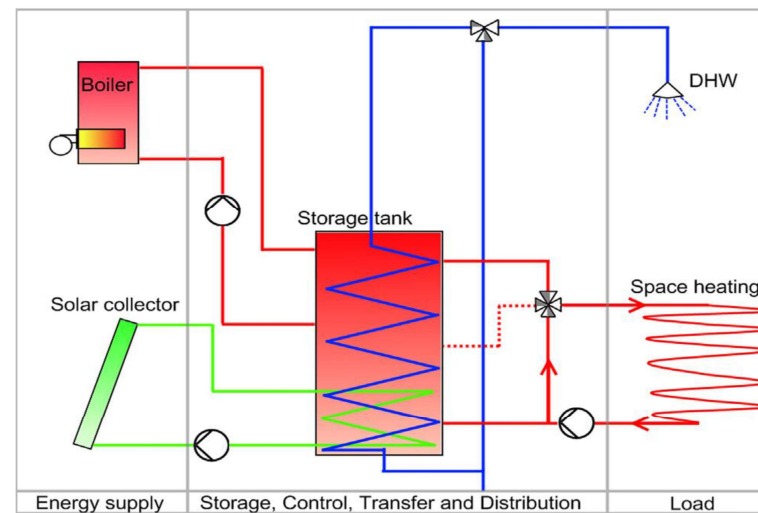 Boiler
DHW
Storage tank
Solar collector
Space heating
Energy supply
Storage, Control, Transfer and Distribution
Load